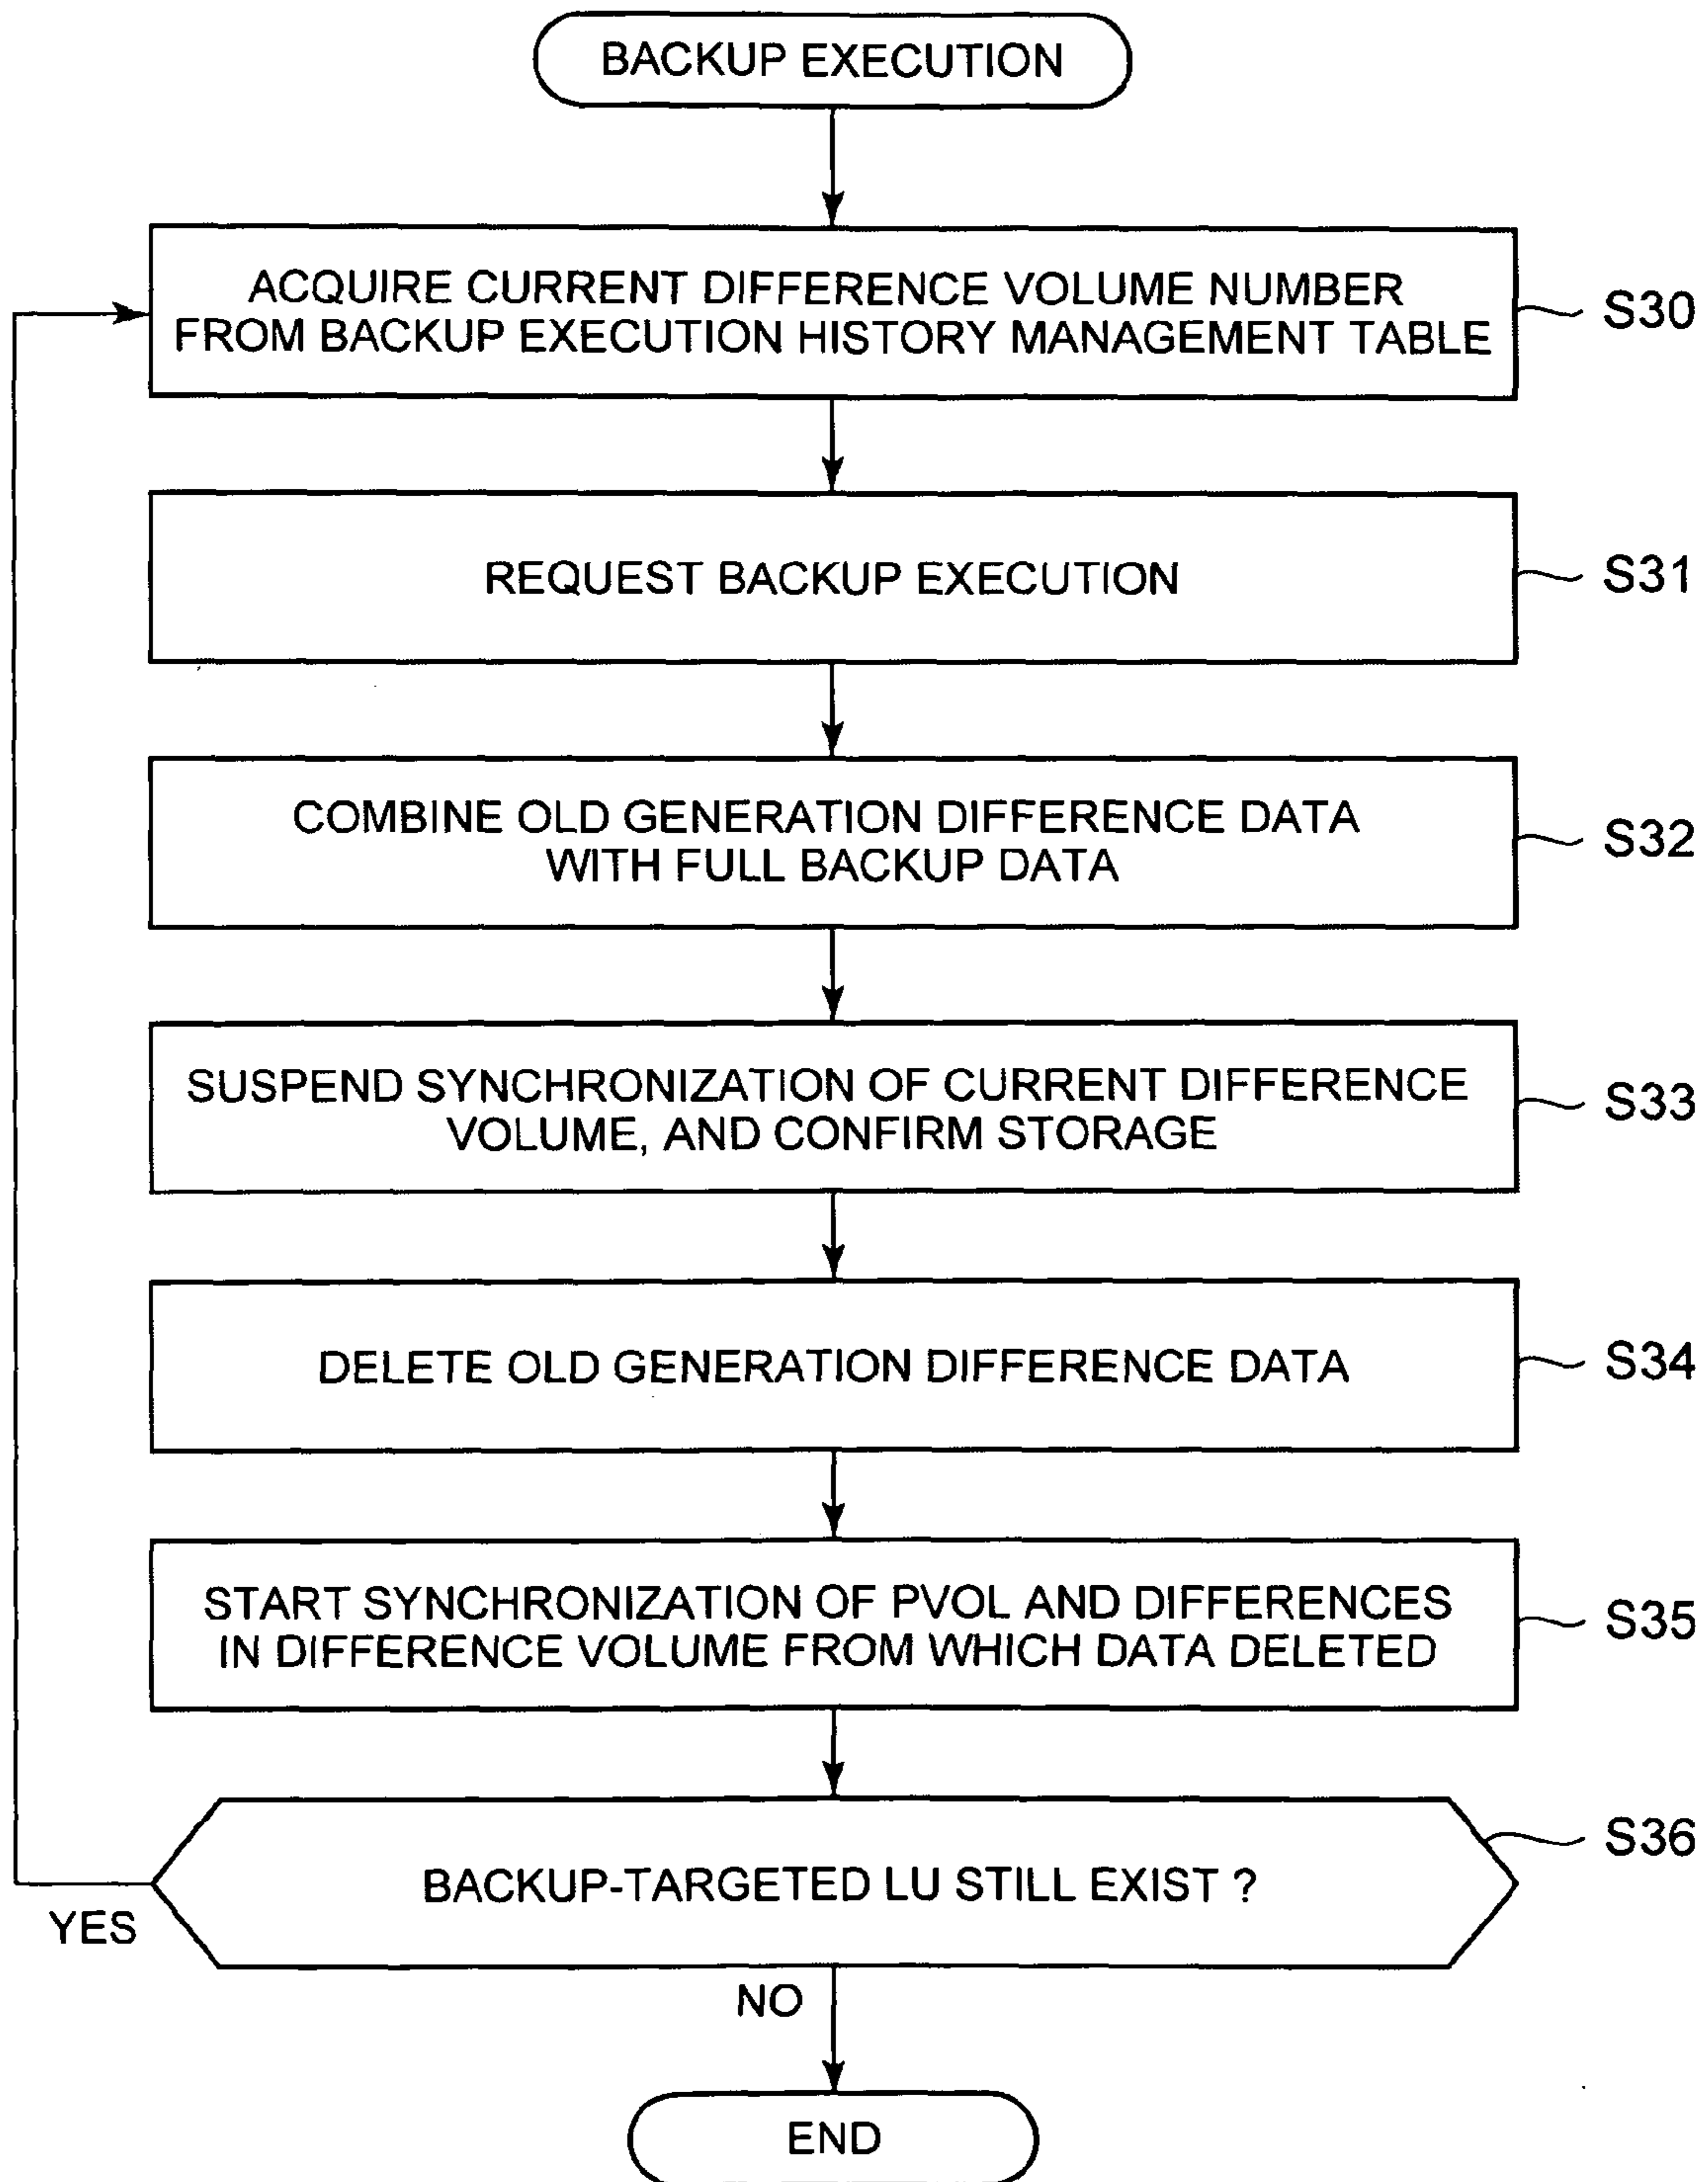 BACKUP EXECUTION
ACQUIRE CURRENT DIFFERENCE VOLUME NUMBER
FROM BACKUP EXECUTION HISTORY MANAGEMENT TABLE
S30
REQUEST BACKUP EXECUTION
S31
COMBINE OLD GENERATION DIFFERENCE DATA
WITH FULL BACKUP DATA
S32
SUSPEND SYNCHRONIZATION OF CURRENT DIFFERENCE
VOLUME, AND CONFIRM STORAGE
S33
DELETE OLD GENERATION DIFFERENCE DATA
S34
START SYNCHRONIZATION OF PVOL AND DIFFERENCES
IN DIFFERENCE VOLUME FROM WHICH DATA DELETED
S35
BACKUP-TARGETED LU STILL EXIST ?
S36
YES
NO
END